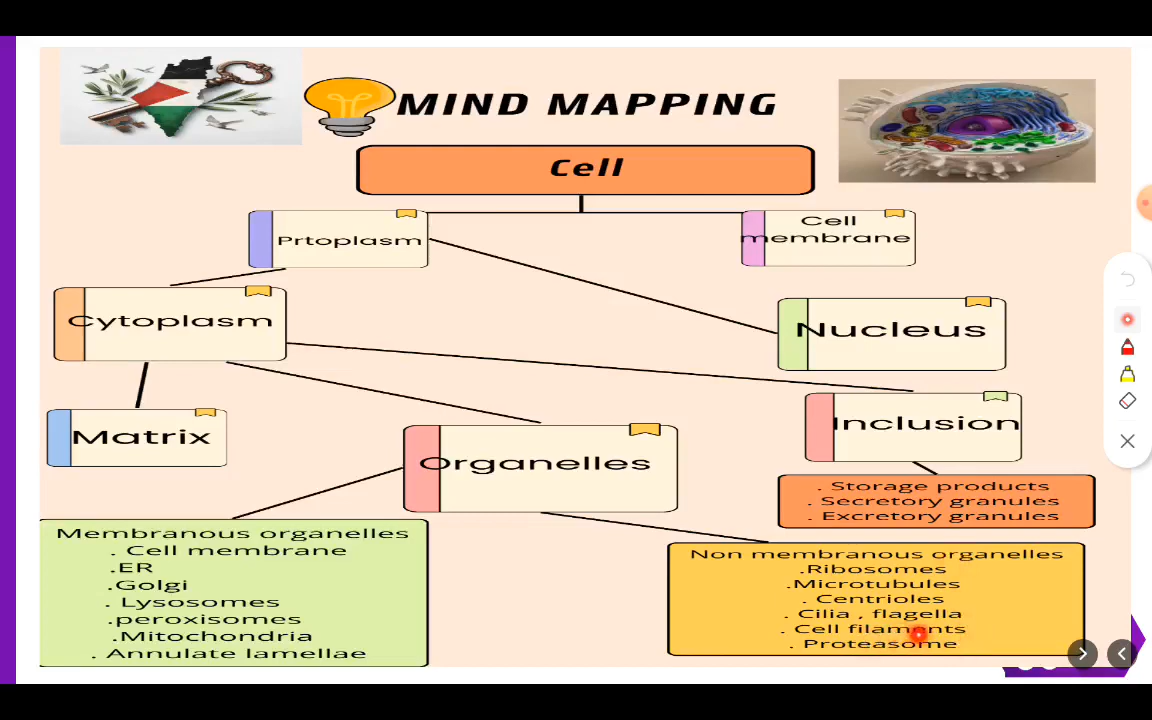 MIND MAPPING
Cell
Prtoplasm
Cell
membrane
Cytoplasm
Nucleus
Matrix
Organelles
Inclusion
. Storage products
. Secretory granules
. Excretory granules
Membranous organelles
. Cell membrane
.ER
.Golgi
. Lysosomes
.peroxisomes
.Mitochondria
. Annulate lamellae
Non membranous organelles
.Ribosomes
.Microtubules
. Centrioles
. Cilia , flagella
. Cell filaments
. Proteasome